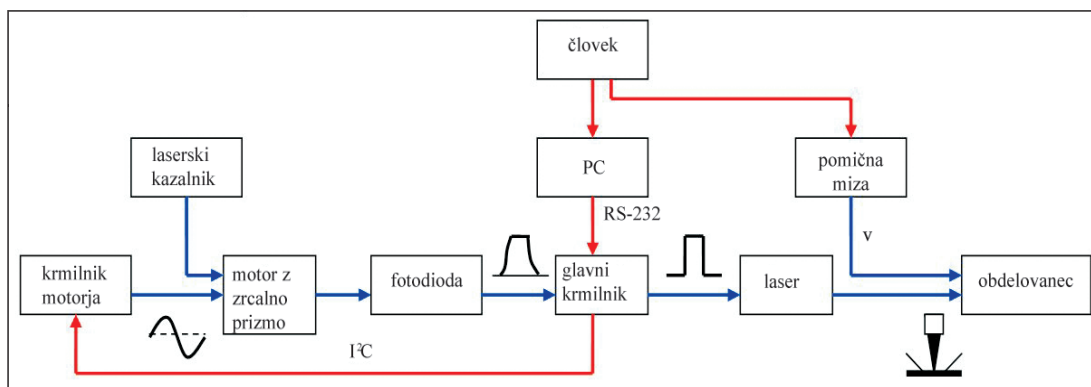 človek
laserski
kazalnik
PC
pomična
miza
RS-232
v
krmilnik
motorja
motor z
zrcalno
prizmo
fotodioda
glavni
krmilnik
laser
obdelovanec
I²C